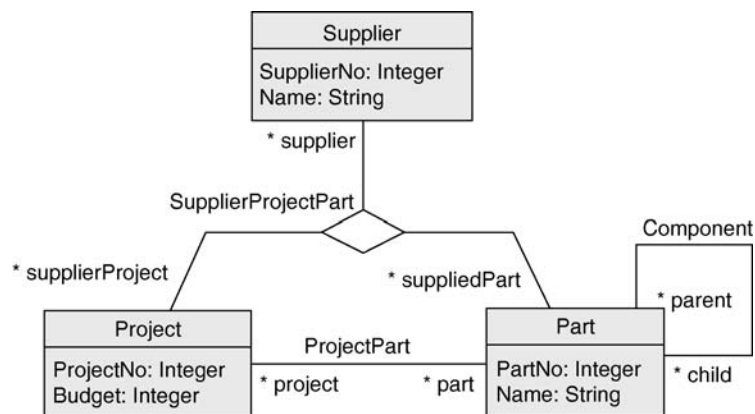 Supplier
SupplierNo: Integer
Name: String
* supplier
SupplierProjectPart
Component
* supplierProject
* suppliedPart
* parent
Project
ProjectNo: Integer
Budget: Integer
ProjectPart
* project
* part
Part
PartNo: Integer
Name: String
* child